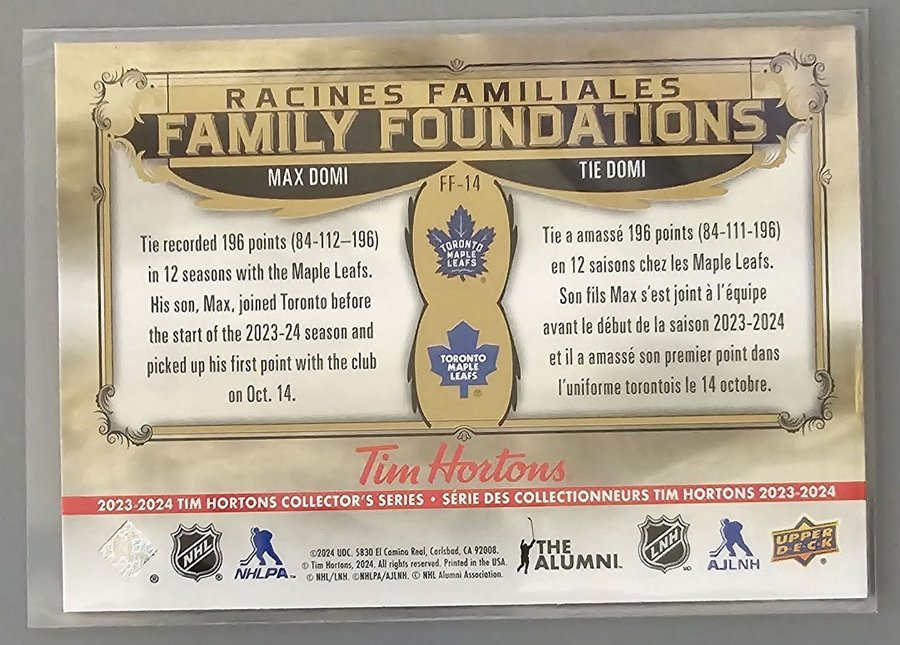 RACINES FAMILIALES
FAMILY FOUNDATIONS
MAX DOMI
FF-14
TIE DOMI
Tie recorded 196 points (84-112–196)
in 12 seasons with the Maple Leafs.
His son, Max, joined Toronto before
the start of the 2023-24 season and
picked up his first point with the club
on Oct. 14.
TORONTO
MAPLE
LEAFS
®
TORONTO
MAPLE
LEAFS
®
Tie a amassé 196 points (84-111-196)
en 12 saisons chez les Maple Leafs.
Son fils Max s'est joint à l'équipe
avant le début de la saison 2023-2024
et il a amassé son premier point dans
l'uniforme torontois le 14 octobre.
Tim Hortons
2023-2024 TIM HORTONS COLLECTOR'S SERIES • SÉRIE DES COLLECTIONNEURS TIM HORTONS 2023-2024
NHL
®
NHLPA™
©2024 UDC. 5830 El Camino Real, Carlsbad, CA 92008.
© Tim Hortons, 2024. All rights reserved. Printed in the USA.
© NHL/LNH. ©NHLPA/AJLNH. © NHL Alumni Association.
THE
ALUMNI™
LNH
MD
AJLNH
UPPER
DECK